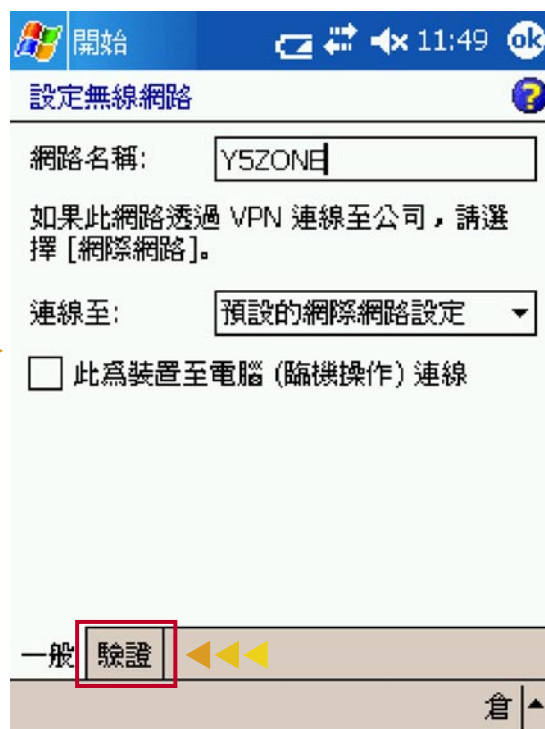 開始 11:49 ok
設定無線網路
網路名稱: Y5ZONE
如果此網路透過 VPN 連線至公司，請選
擇 [網際網路]。
連線至: 預設的網際網路設定
此為裝置至電腦 (臨機操作) 連線
一般 驗證
倉